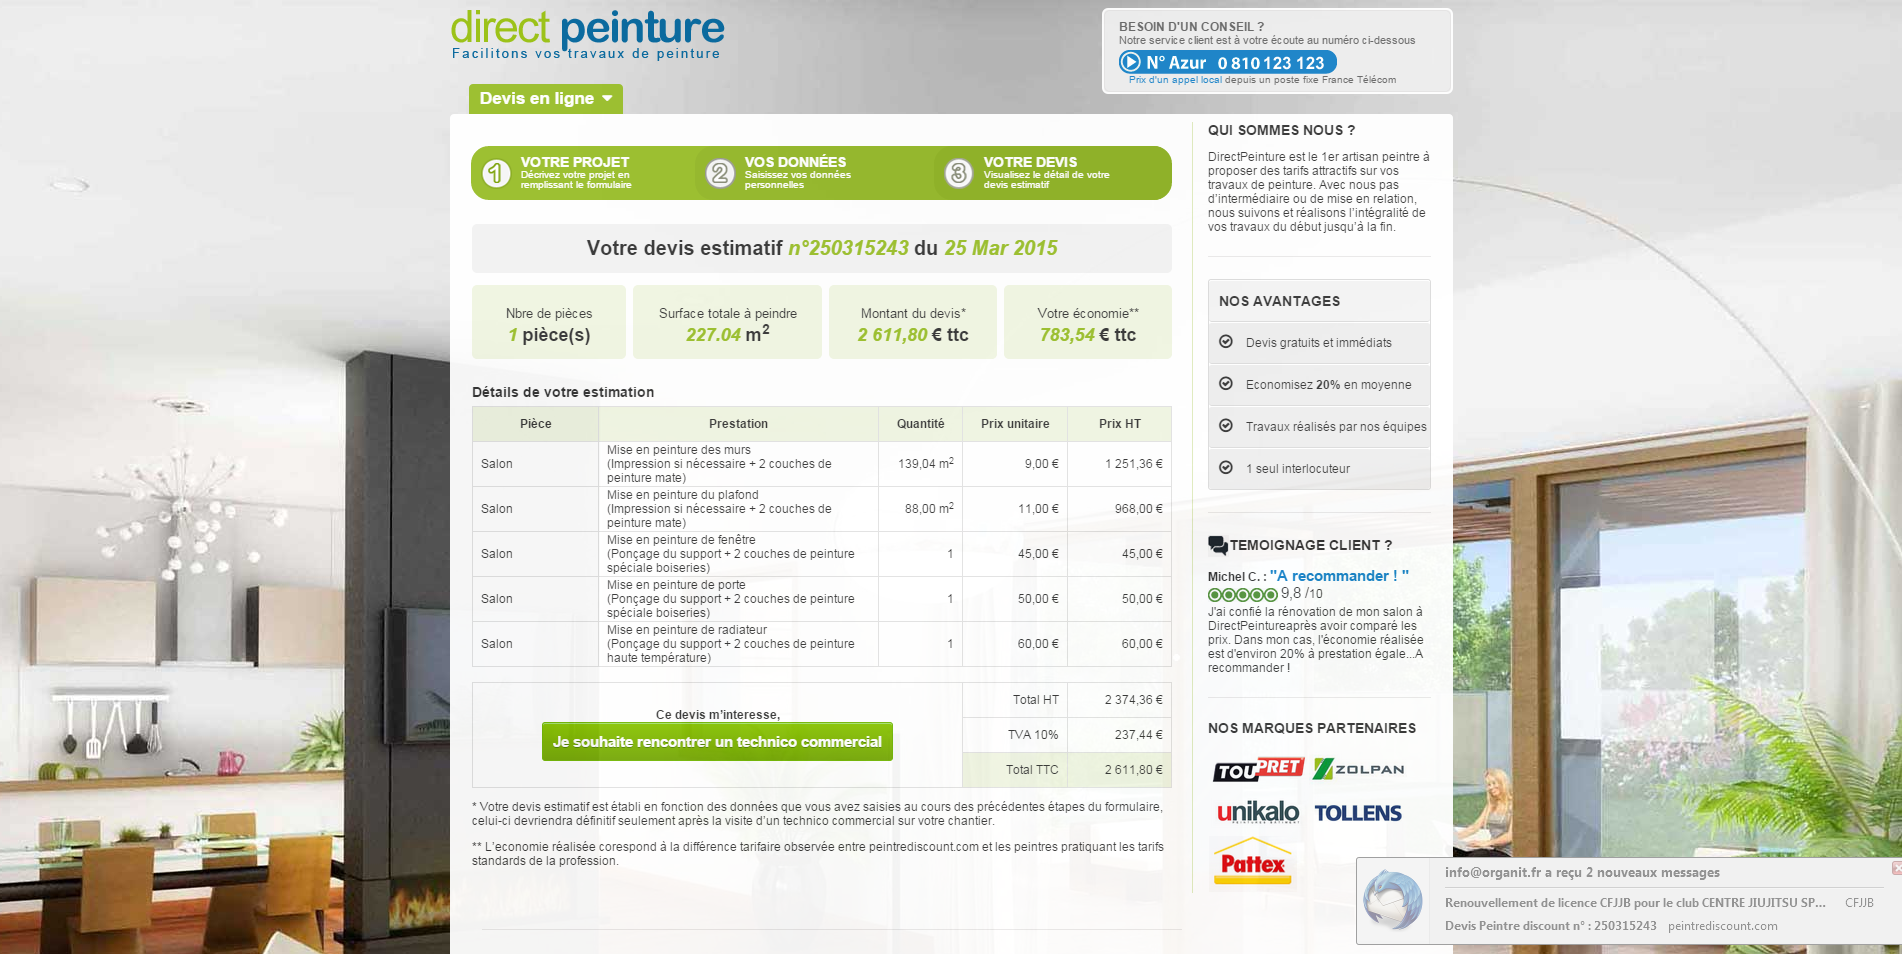 direct peinture
Facilitons vos travaux de peinture
BESOIN D'UN CONSEIL ?
Notre service client est à votre écoute au numéro ci-dessous
N° Azur 0 810 123 123
Prix d'un appel local depuis un poste fixe France Télécom
Devis en ligne
1 VOTRE PROJET
Décrivez votre projet en
remplissant le formulaire
2 VOS DONNÉES
Saisissez vos données
personnelles
3 VOTRE DEVIS
Visualisez le détail de votre
devis estimatif
Votre devis estimatif n°250315243 du 25 Mar 2015
Nbre de pièces
1 pièce(s)
Surface totale à peindre
227.04 m2
Montant du devis*
2 611,80 € ttc
Votre économie**
783,54 € ttc
Détails de votre estimation
Pièce Prestation Quantité Prix unitaire Prix HT
Mise en peinture des murs
Salon (Impression si nécessaire + 2 couches de 139,04 m2 9,00 € 1 251,36 €
peinture mate)
Mise en peinture du plafond
Salon (Impression si nécessaire + 2 couches de 88,00 m2 11,00 € 968,00 €
peinture mate)
Mise en peinture de fenêtre
Salon (Ponçage du support + 2 couches de peinture 1 45,00 € 45,00 €
spéciale boiseries)
Mise en peinture de porte
Salon (Ponçage du support + 2 couches de peinture 1 50,00 € 50,00 €
spéciale boiseries)
Mise en peinture de radiateur
Salon (Ponçage du support + 2 couches de peinture 1 60,00 € 60,00 €
haute température)
Ce devis m'interesse,
Je souhaite rencontrer un technico commercial
Total HT 2 374,36 €
TVA 10% 237,44 €
Total TTC 2 611,80 €
* Votre devis estimatif est établi en fonction des données que vous avez saisies au cours des précédentes étapes du formulaire,
celui-ci devriendra définitif seulement après la visite d'un technico commercial sur votre chantier.
** L'economie réalisée corespond à la différence tarifaire observée entre peintrediscount.com et les peintres pratiquant les tarifs
standards de la profession.
QUI SOMMES NOUS ?
DirectPeinture est le 1er artisan peintre à
proposer des tarifs attractifs sur vos
travaux de peinture. Avec nous pas
d'intermédiaire ou de mise en relation,
nous suivons et réalisons l'intégralité de
vos travaux du début jusqu'à la fin.
NOS AVANTAGES
Devis gratuits et immédiats
Economisez 20% en moyenne
Travaux réalisés par nos équipes
1 seul interlocuteur
TEMOIGNAGE CLIENT ?
Michel C. : "A recommander ! "
9,8 /10
J'ai confié la rénovation de mon salon à
DirectPeintureaprès avoir comparé les
prix. Dans mon cas, l'économie réalisée
est d'environ 20% à prestation égale...A
recommander !
NOS MARQUES PARTENAIRES
TOUPRET ZOLPAN
unikalo TOLLENS
Pattex
info@organit.fr a reçu 2 nouveaux messages
Renouvellement de licence CFJJB pour le club CENTRE JIUJITSU SP... CFJJB
Devis Peintre discount n° : 250315243 peintrediscount.com